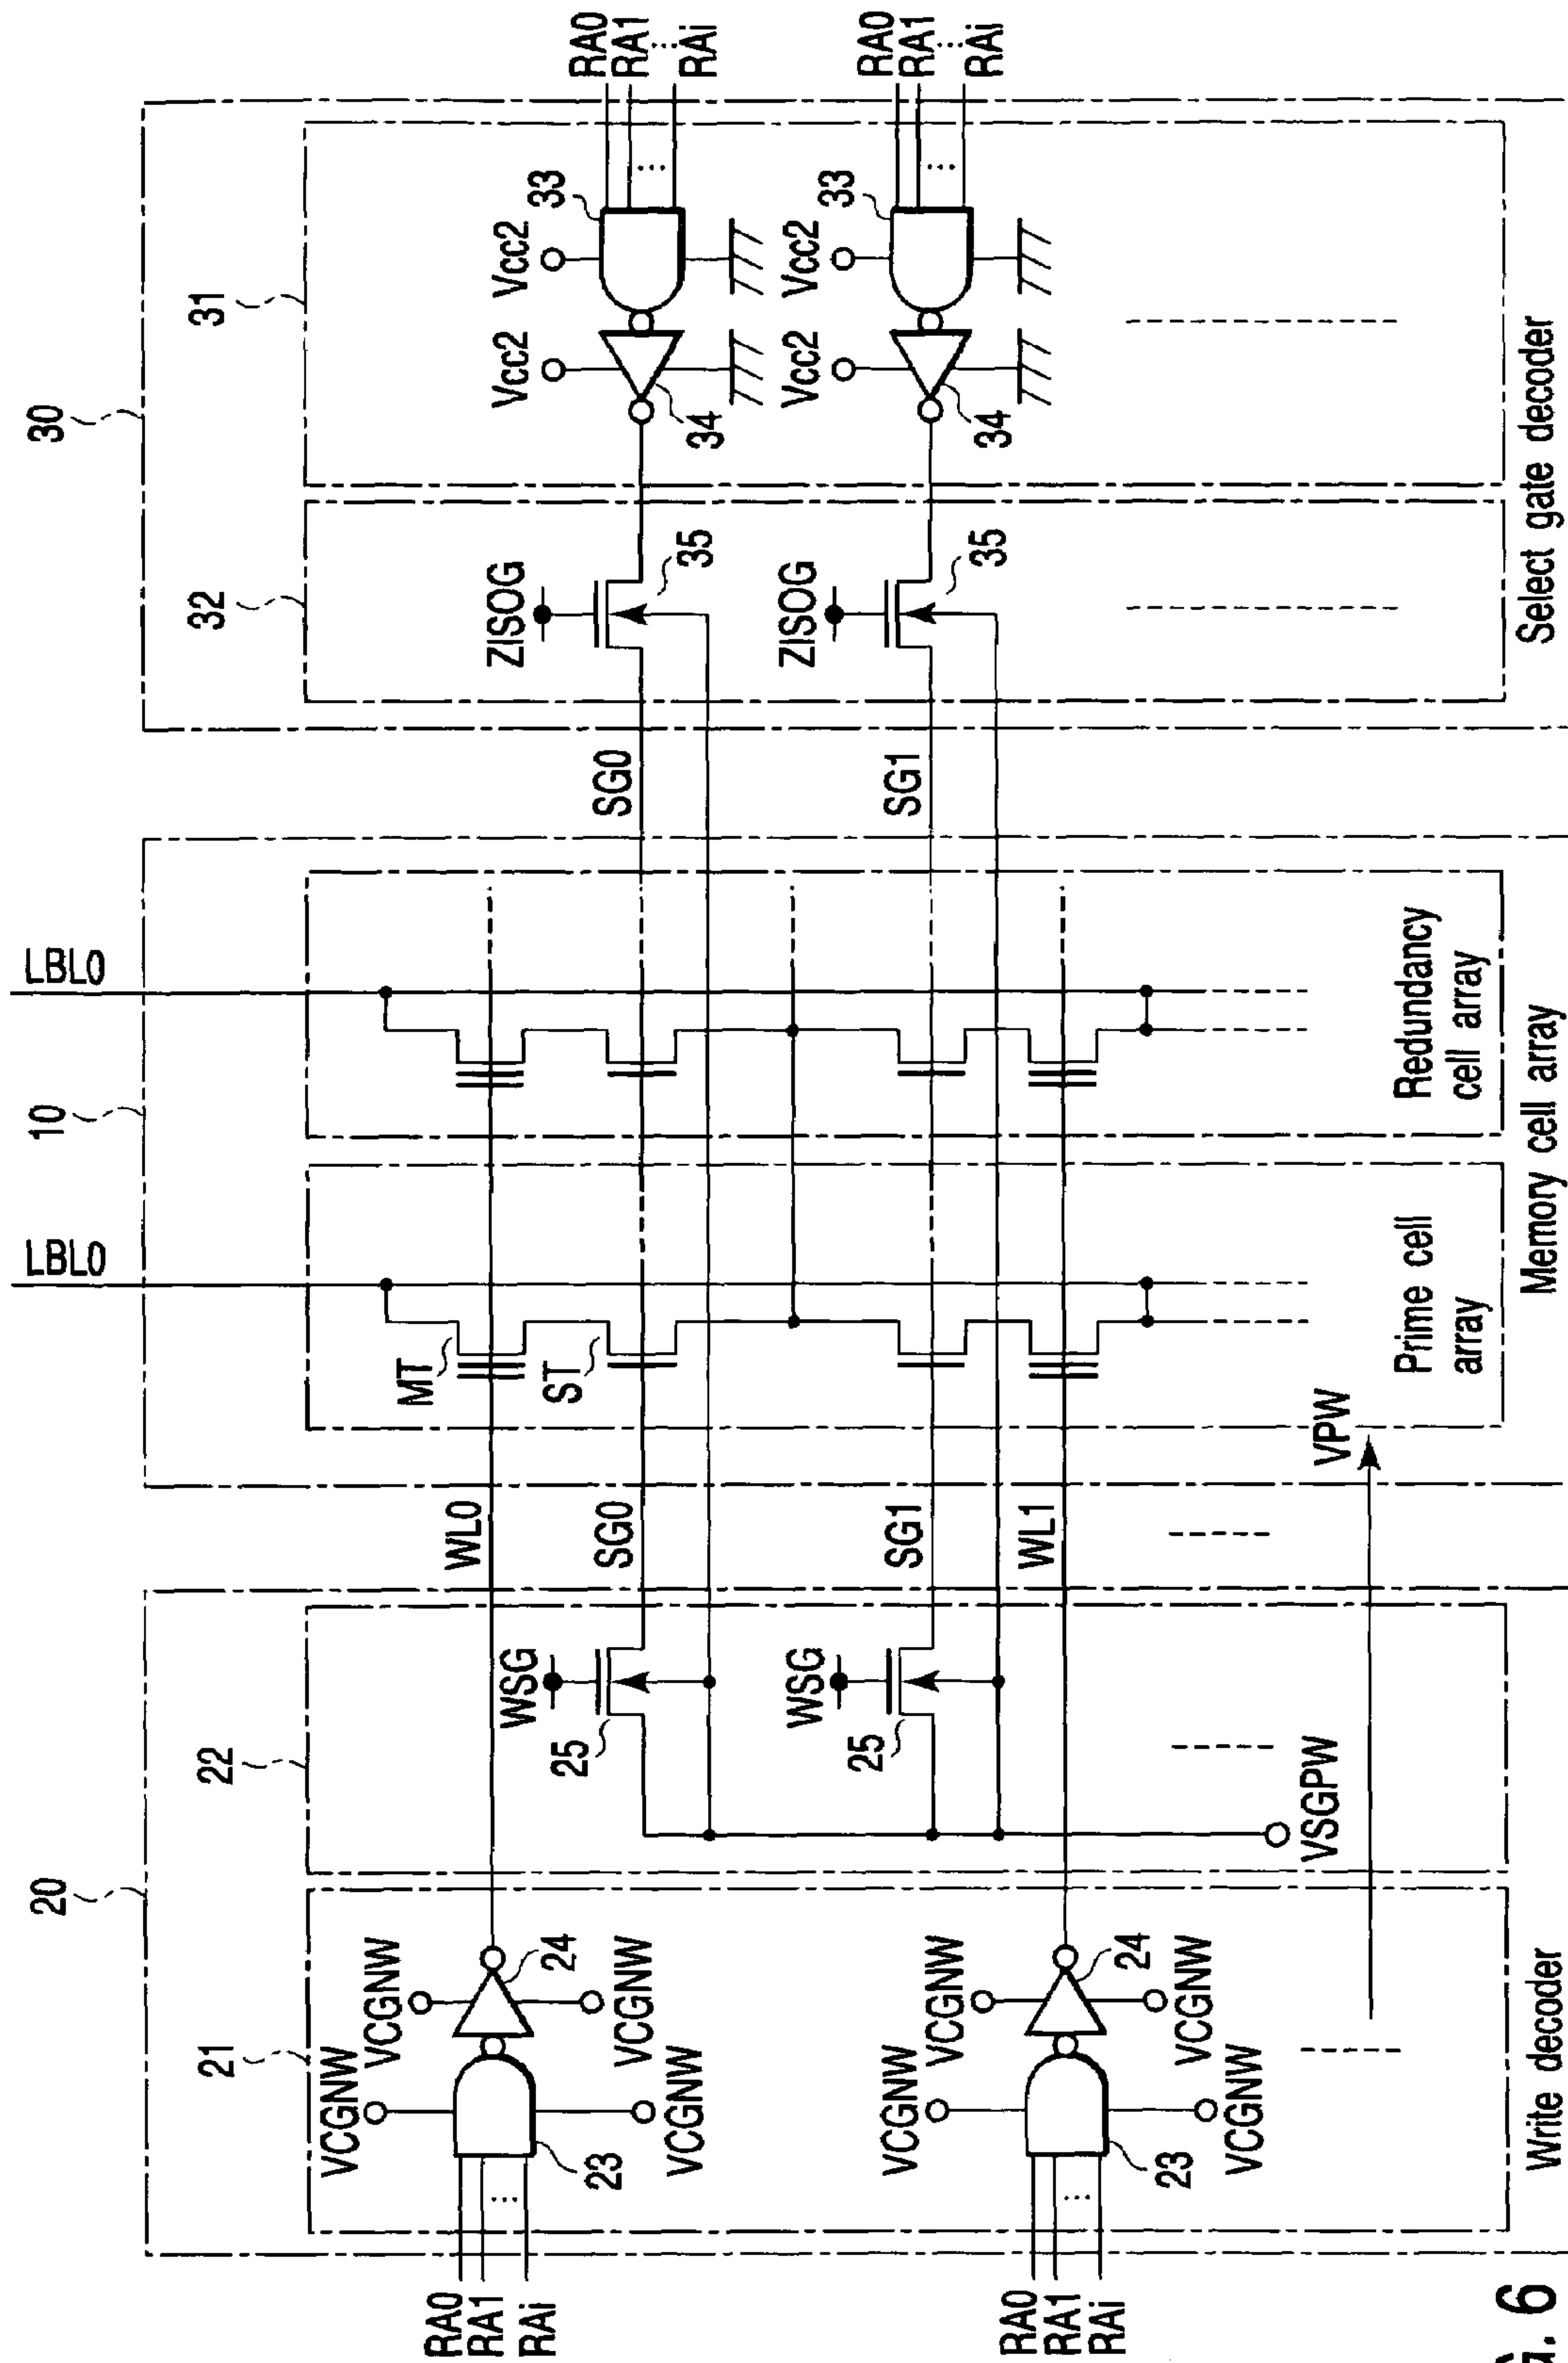 30
31
32
Vcc2
Vcc2
33
34
RA0
RA1
...
RAi
Vcc2
Vcc2
33
34
RA0
RA1
...
RAi
ZISOG
35
ZISOG
35
Select gate decoder
SG0
SG1
10
LBL0
LBL0
MT
ST
Redundancy
cell array
Prime cell
array
Memory cell array
WL0
SG0
SG1
WL1
VPW
20
21
22
WSG
25
WSG
25
VSGPW
VCGNW
VCGNW
VCGNW
VCGNW
23
24
RA0
RA1
...
RAi
VCGNW
VCGNW
VCGNW
VCGNW
23
24
RA0
RA1
...
RAi
Write decoder
6